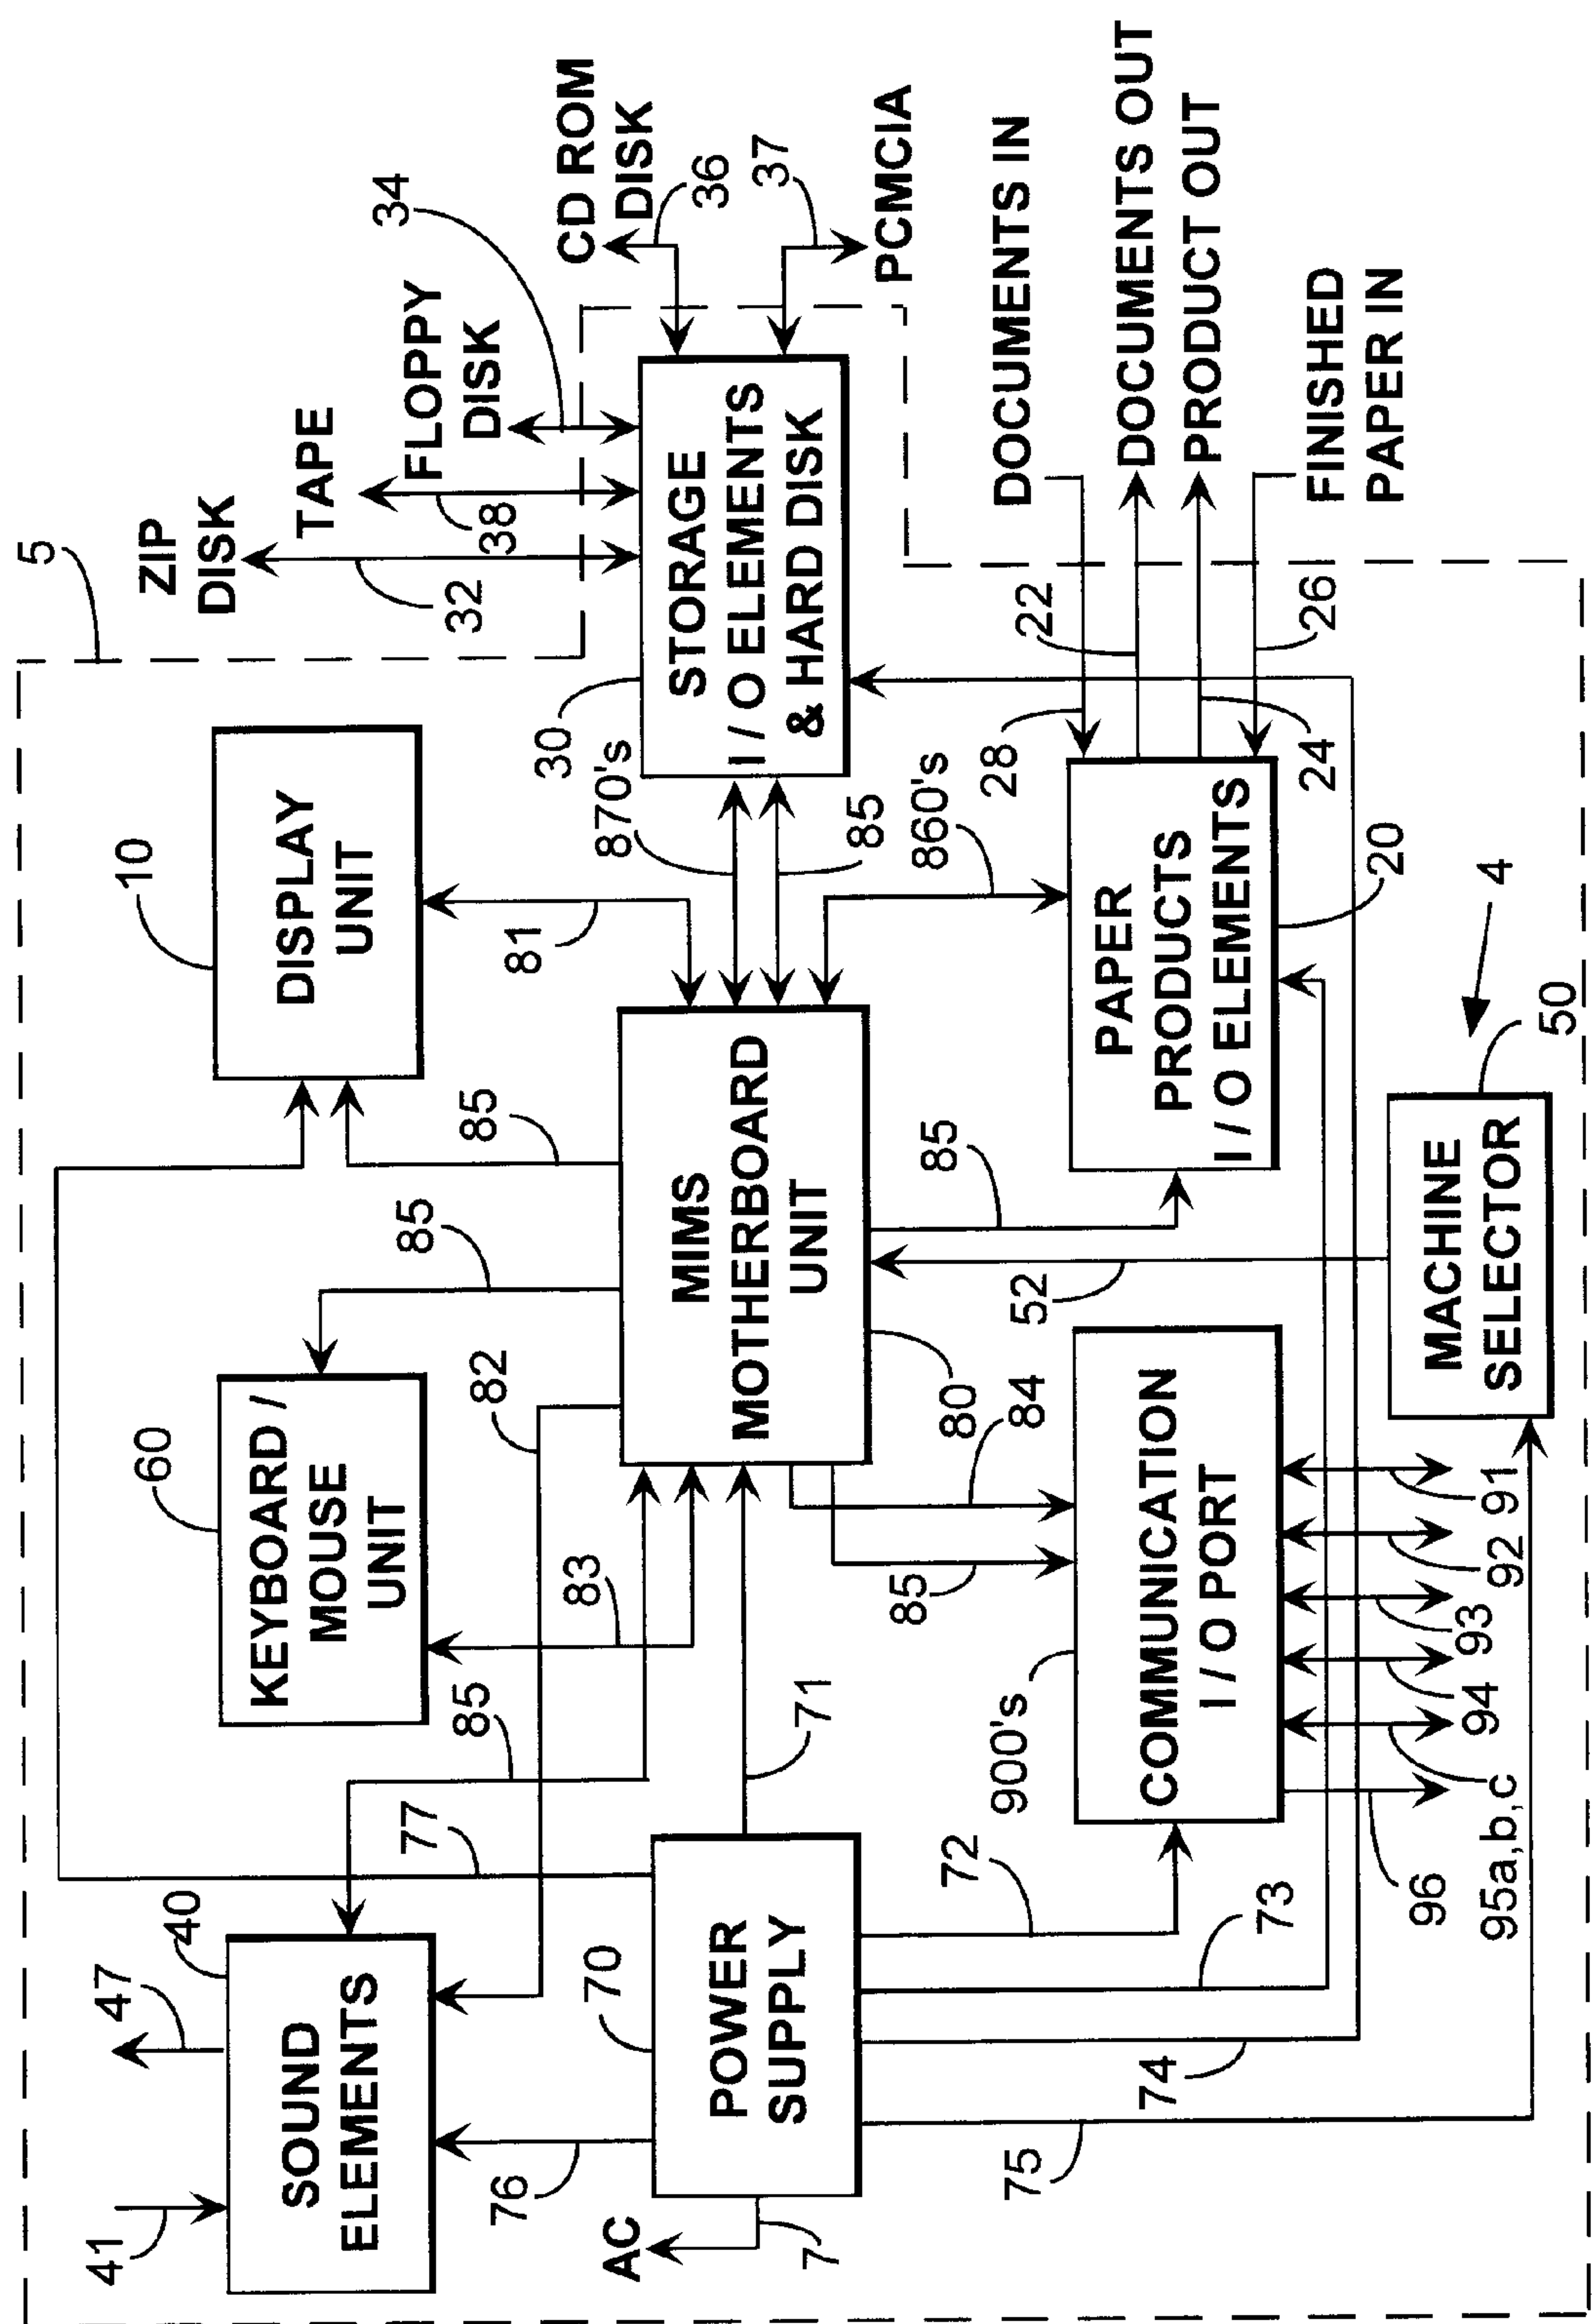 5
ZIP
DISK
TAPE
FLOPPY
DISK
34
CD ROM
DISK
36
37
PCMCIA
32
38
10
DISPLAY
UNIT
81
30
870's
STORAGE
I / O ELEMENTS
& HARD DISK
85
860's
DOCUMENTS IN
DOCUMENTS OUT
PRODUCT OUT
FINISHED
PAPER IN
22
28
24
26
60
KEYBOARD /
MOUSE
UNIT
85
85
82
83
MIMS
MOTHERBOARD
UNIT
80
85
52
84
85
PAPER
PRODUCTS
I / O ELEMENTS
20
4
50
MACHINE
SELECTOR
47
41
40
SOUND
ELEMENTS
77
85
76
70
POWER
SUPPLY
71
AC
7
72
73
74
75
900's
COMMUNICATION
I / O PORT
96
95a,b,c
94
93
92
91